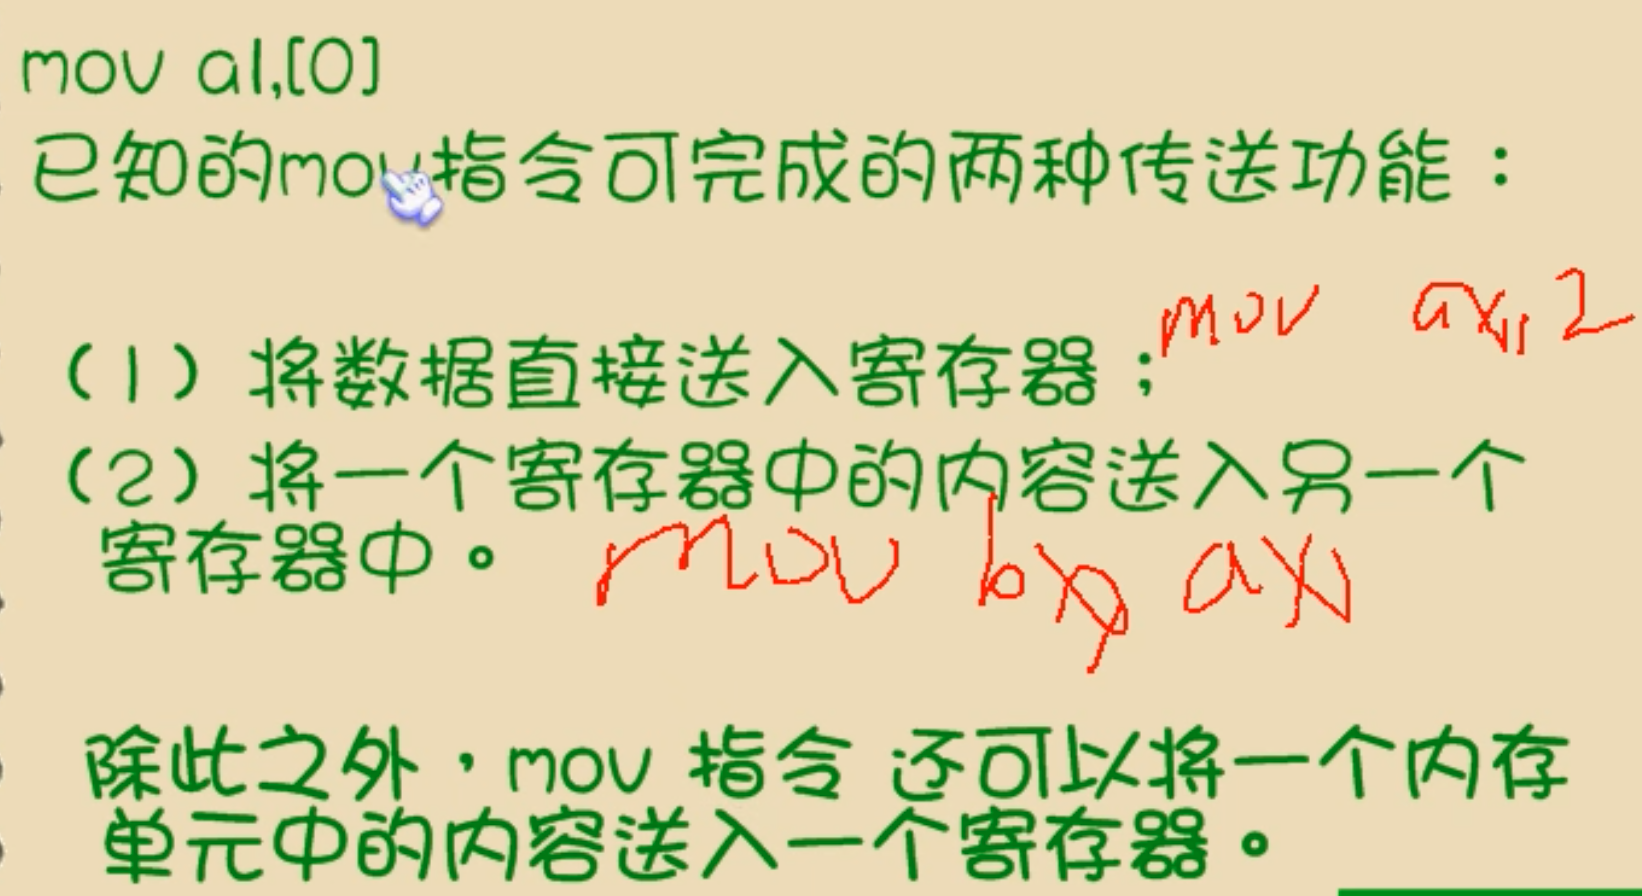 mov al,[0]
已知的mov指令可完成的两种传送功能：
mov ax, 2
（1）将数据直接送入寄存器；
（2）将一个寄存器中的内容送入另一个
寄存器中。
mov bx, ax
除此之外，mov 指令 还可以将一个内存
单元中的内容送入一个寄存器。